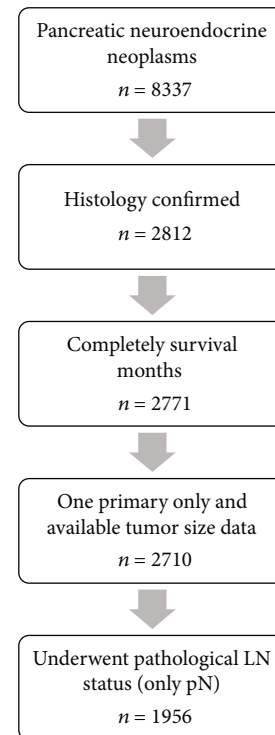 Pancreatic neuroendocrine
neoplasms
n = 8337
Histology confirmed
n = 2812
Completely survival
months
n = 2771
One primary only and
available tumor size data
n = 2710
Underwent pathological LN
status (only pN)
n = 1956